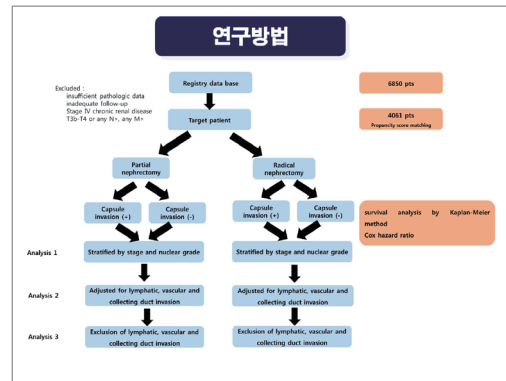 연구방법
Excluded :
insufficient pathologic data
inadequate follow-up
Stage IV chronic renal disease
T3b-T4 or any N+, any M+
Registry data base
6850 pts
Target patient
4061 pts
Propencity score matching
Partial
nephrectomy
Radical
nephrectomy
Capsule
invasion (+)
Capsule
invasion (-)
Capsule
invasion (+)
Capsule
invasion (-)
survival analysis by Kaplan-Meier
method
Cox hazard ratio
Analysis 1
Stratified by stage and nuclear grade
Stratified by stage and nuclear grade
Analysis 2
Adjusted for lymphatic, vascular and
collecting duct invasion
Adjusted for lymphatic, vascular and
collecting duct invasion
Analysis 3
Exclusion of lymphatic, vascular and
collecting duct invasion
Exclusion of lymphatic, vascular and
collecting duct invasion